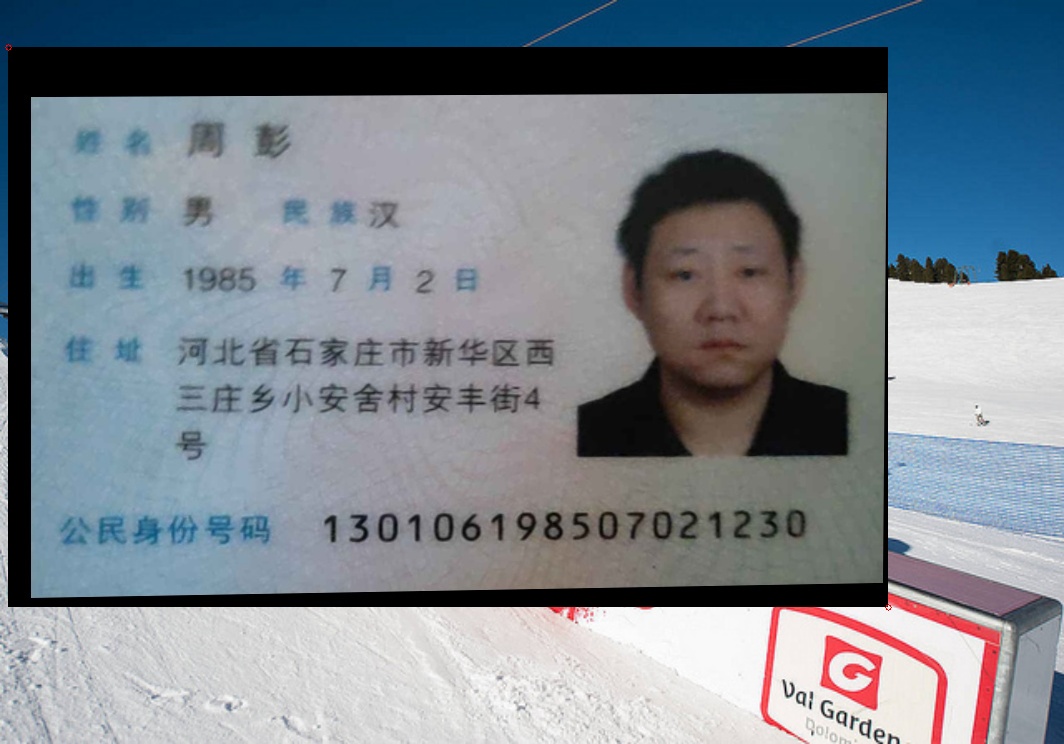 姓名 周彭
性别 男 民族 汉
出生 1985 年 7 月 2 日
住址 河北省石家庄市新华区西
三庄乡小安舍村安丰街4
号
公民身份号码 130106198507021230
Val Garden
Dolomi